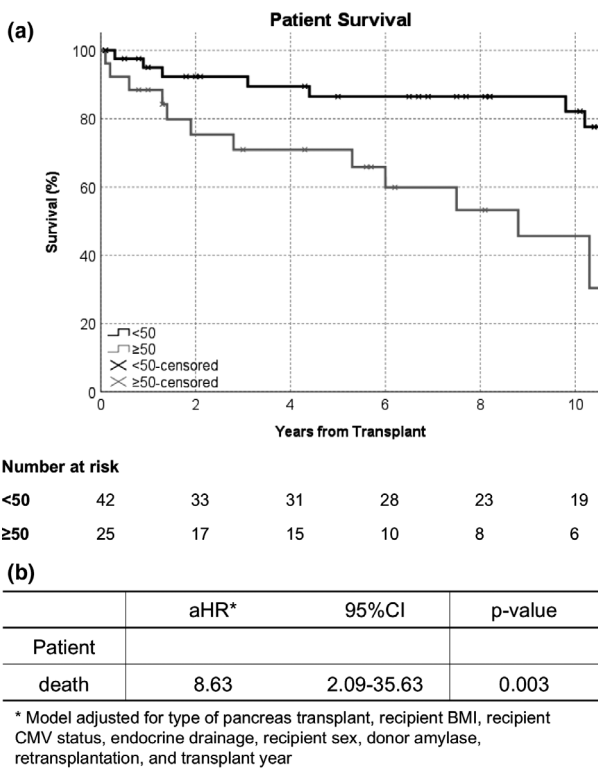 (a)
Patient Survival
100
80
60
40
20
0
Survival (%)
<50
≥50
<50-censored
≥50-censored
0 2 4 6 8 10
Years from Transplant
Number at risk
<50 42 33 31 28 23 19
≥50 25 17 15 10 8 6
(b)
aHR* 95%CI p-value
Patient
death 8.63 2.09-35.63 0.003
* Model adjusted for type of pancreas transplant, recipient BMI, recipient
CMV status, endocrine drainage, recipient sex, donor amylase,
retransplantation, and transplant year